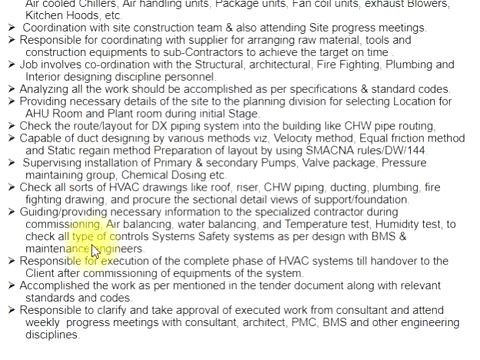 Air cooled Chillers, Air handling units, Package units, Fan coil units, exhaust Blowers,
Kitchen Hoods, etc.
➢ Coordination with site construction team & also attending Site progress meetings.
➢ Responsible for coordinating with supplier for arranging raw material, tools and
construction equipments to sub-Contractors to achieve the target on time .
➢ Job involves co-ordination with the Structural, architectural, Fire Fighting, Plumbing and
Interior designing discipline personnel.
➢ Analyzing all the work should be accomplished as per specifications & standard codes.
➢ Providing necessary details of the site to the planning division for selecting Location for
AHU Room and Plant room during initial Stage.
➢ Check the route/layout for DX piping system into the building like CHW pipe routing,
➢ Capable of duct designing by various methods viz, Velocity method, Equal friction method
and Static regain method Preparation of layout by using SMACNA rules/DW/144.
➢ Supervising installation of Primary & secondary Pumps, Valve package, Pressure
maintaining group, Chemical Dosing etc.
➢ Check all sorts of HVAC drawings like roof, riser, CHW piping, ducting, plumbing, fire
fighting drawing, and procure the sectional detail views of support/foundation.
➢ Guiding/providing necessary information to the specialized contractor during
commissioning, Air balancing, water balancing, and Temperature test, Humidity test, to
check all type of controls Systems Safety systems as per design with BMS &
maintenance engineers.
➢ Responsible for execution of the complete phase of HVAC systems till handover to the
Client after commissioning of equipments of the system.
➢ Accomplished the work as per mentioned in the tender document along with relevant
standards and codes
➢ Responsible to clarify and take approval of executed work from consultant and attend
weekly progress meetings with consultant, architect, PMC, BMS and other engineering
disciplines.